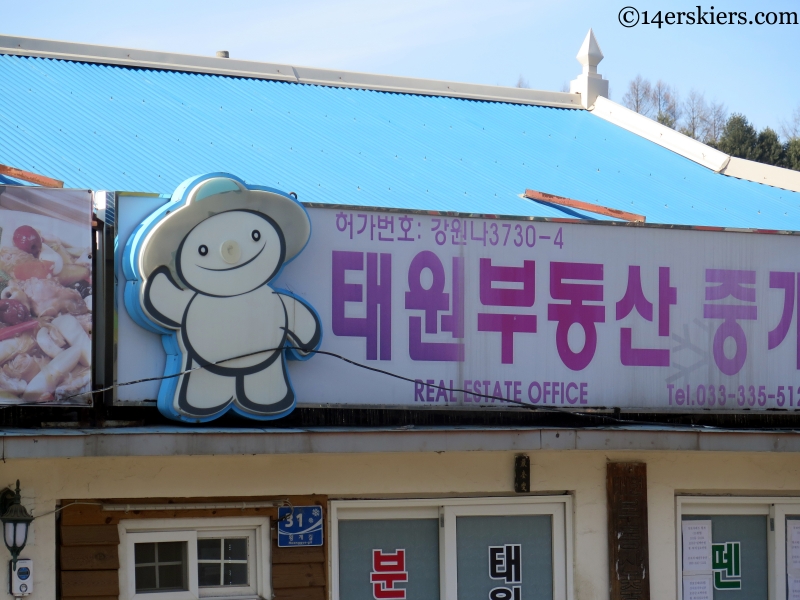 ©14erskiers.com
허가번호: 강원나3730-4
태원부동산 중개
REAL ESTATE OFFICE
Tel.033-335-512
31
분
태원
펜